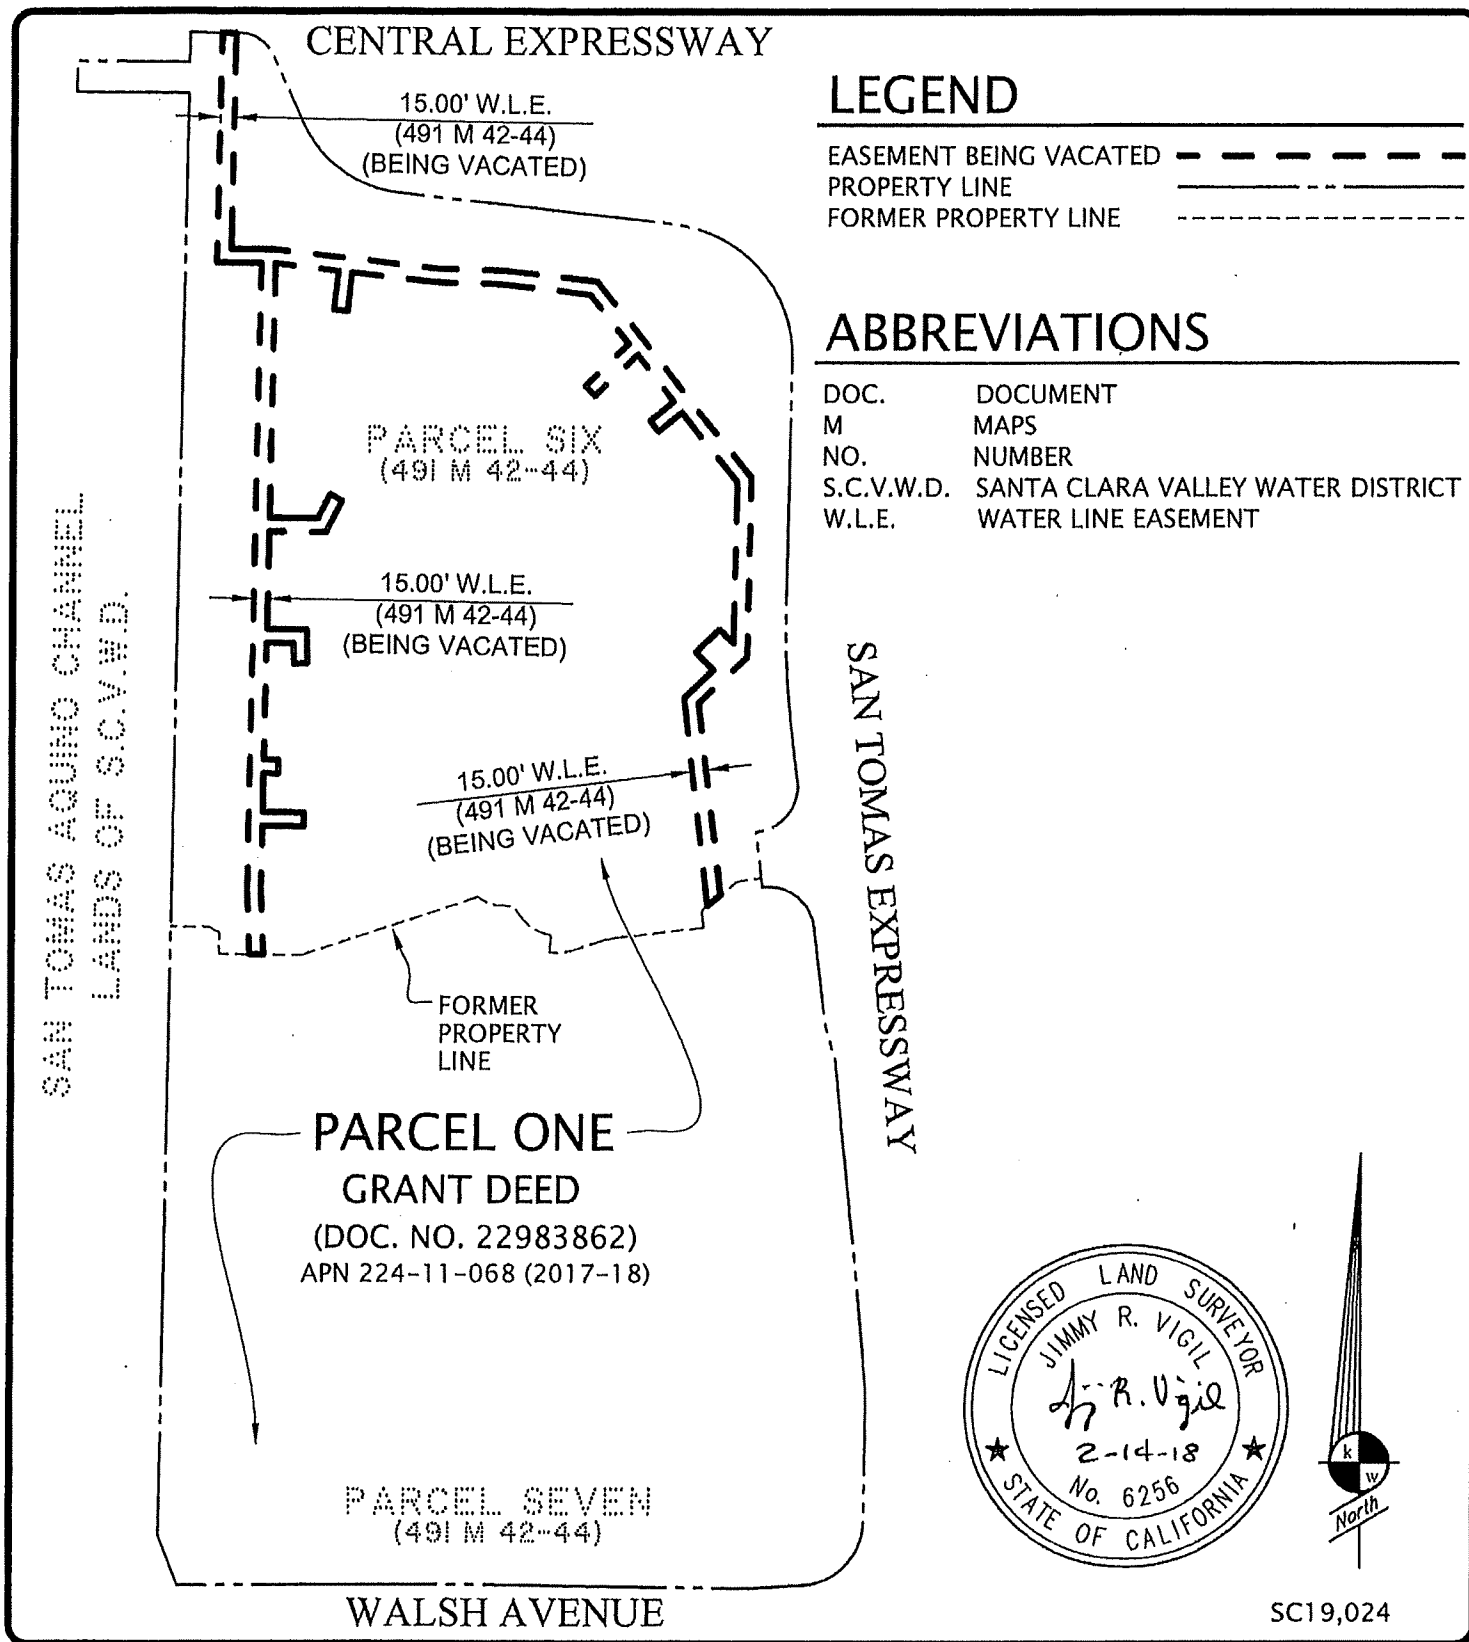 CENTRAL EXPRESSWAY
15.00' W.L.E.
(491 M 42-44)
(BEING VACATED)
LEGEND
EASEMENT BEING VACATED
PROPERTY LINE
FORMER PROPERTY LINE
ABBREVIATIONS
DOC. DOCUMENT
M MAPS
NO. NUMBER
S.C.V.W.D. SANTA CLARA VALLEY WATER DISTRICT
W.L.E. WATER LINE EASEMENT
PARCEL SIX
(491 M 42-44)
15.00' W.L.E.
(491 M 42-44)
(BEING VACATED)
SAN TOMAS AQUINO CHANNEL
LANDS OF S.C.V.W.D.
15.00' W.L.E.
(491 M 42-44)
(BEING VACATED)
SAN TOMAS EXPRESSWAY
FORMER
PROPERTY
LINE
PARCEL ONE
GRANT DEED
(DOC. NO. 22983862)
APN 224-11-068 (2017-18)
PARCEL SEVEN
(491 M 42-44)
WALSH AVENUE
LICENSED LAND SURVEYOR
JIMMY R. VIGIL
R. Vigil
2-14-18
No. 6256
STATE OF CALIFORNIA
k
w
North
SC19,024